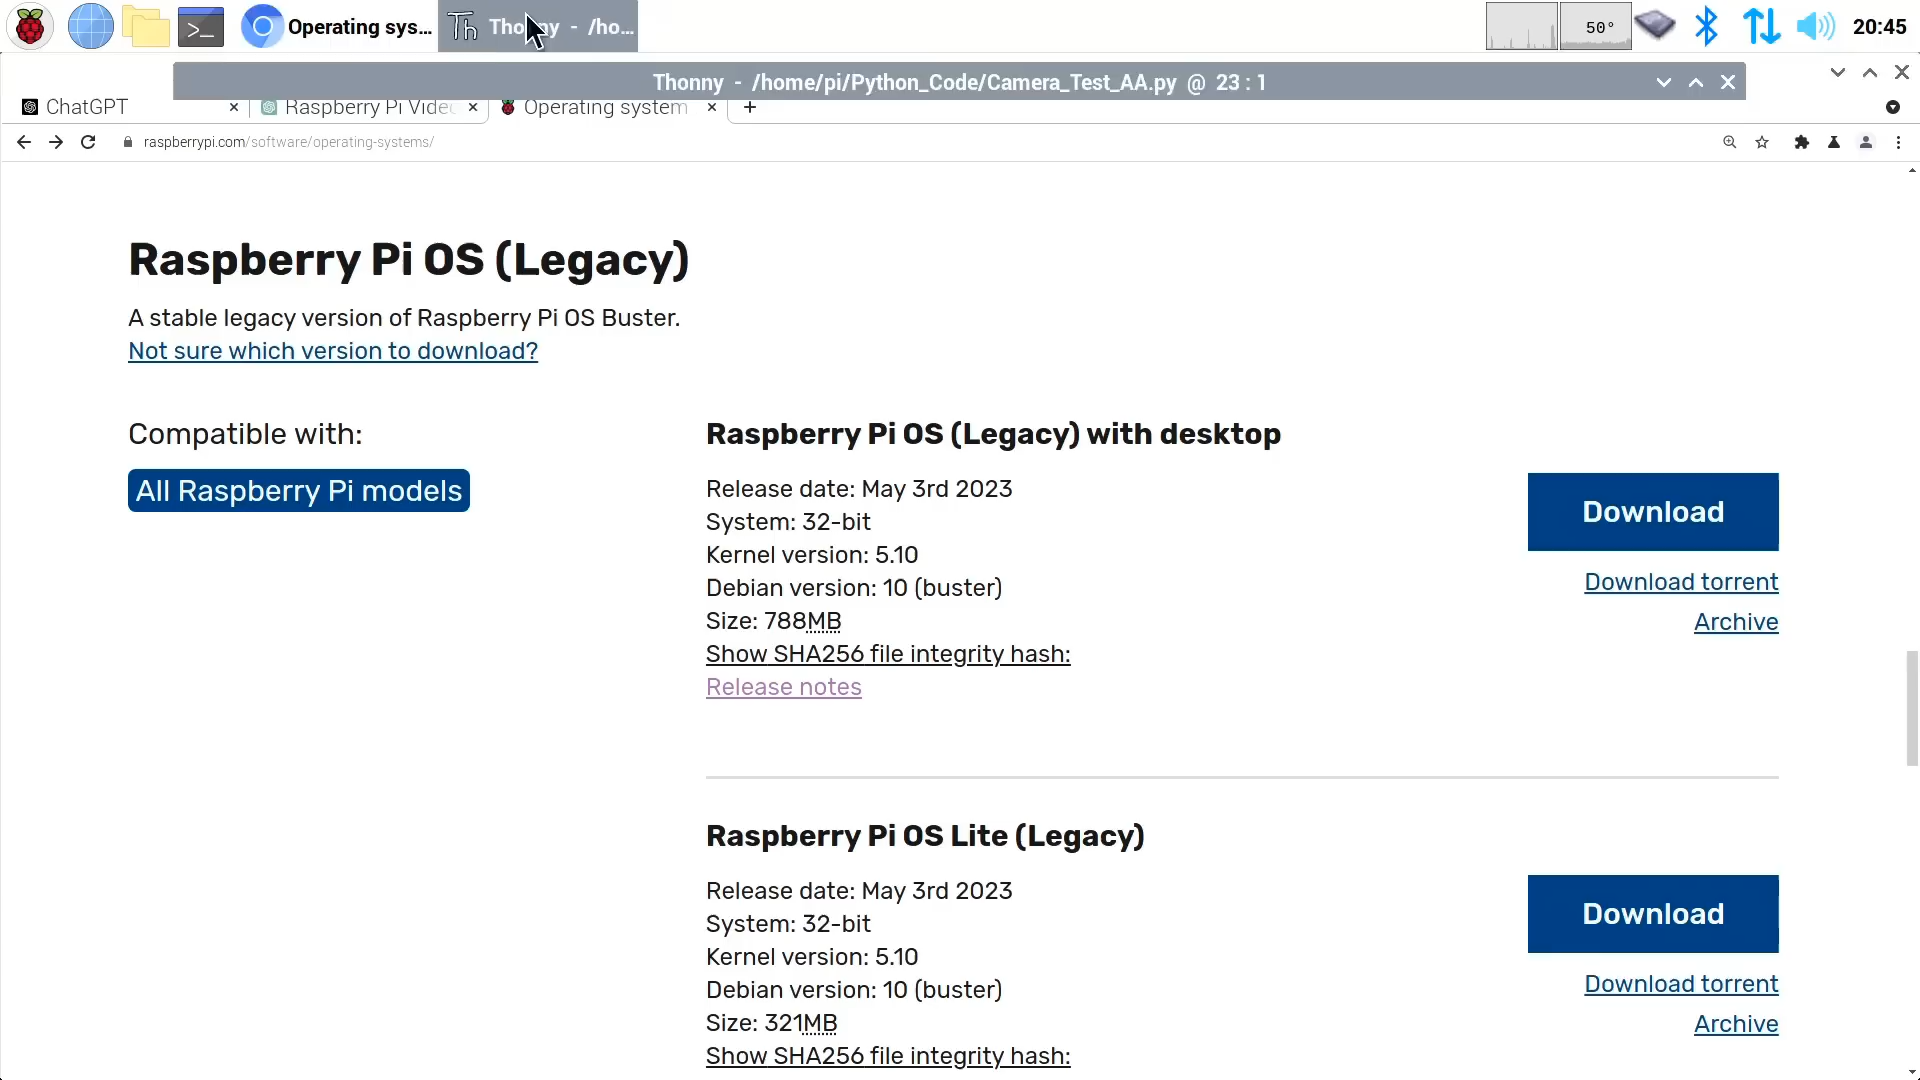 Operating sys...
Thonny - /ho...
50°
20:45
Thonny - /home/pi/Python_Code/Camera_Test_AA.py @ 23 : 1
ChatGPT
Raspberry Pi Vide
Operating system
raspberrypi.com/software/operating-systems/
Raspberry Pi OS (Legacy)
A stable legacy version of Raspberry Pi OS Buster.
Not sure which version to download?
Compatible with:
All Raspberry Pi models
Raspberry Pi OS (Legacy) with desktop
Release date: May 3rd 2023
System: 32-bit
Kernel version: 5.10
Debian version: 10 (buster)
Size: 788MB
Show SHA256 file integrity hash:
Release notes
Download
Download torrent
Archive
Raspberry Pi OS Lite (Legacy)
Release date: May 3rd 2023
System: 32-bit
Kernel version: 5.10
Debian version: 10 (buster)
Size: 321MB
Show SHA256 file integrity hash:
Download
Download torrent
Archive